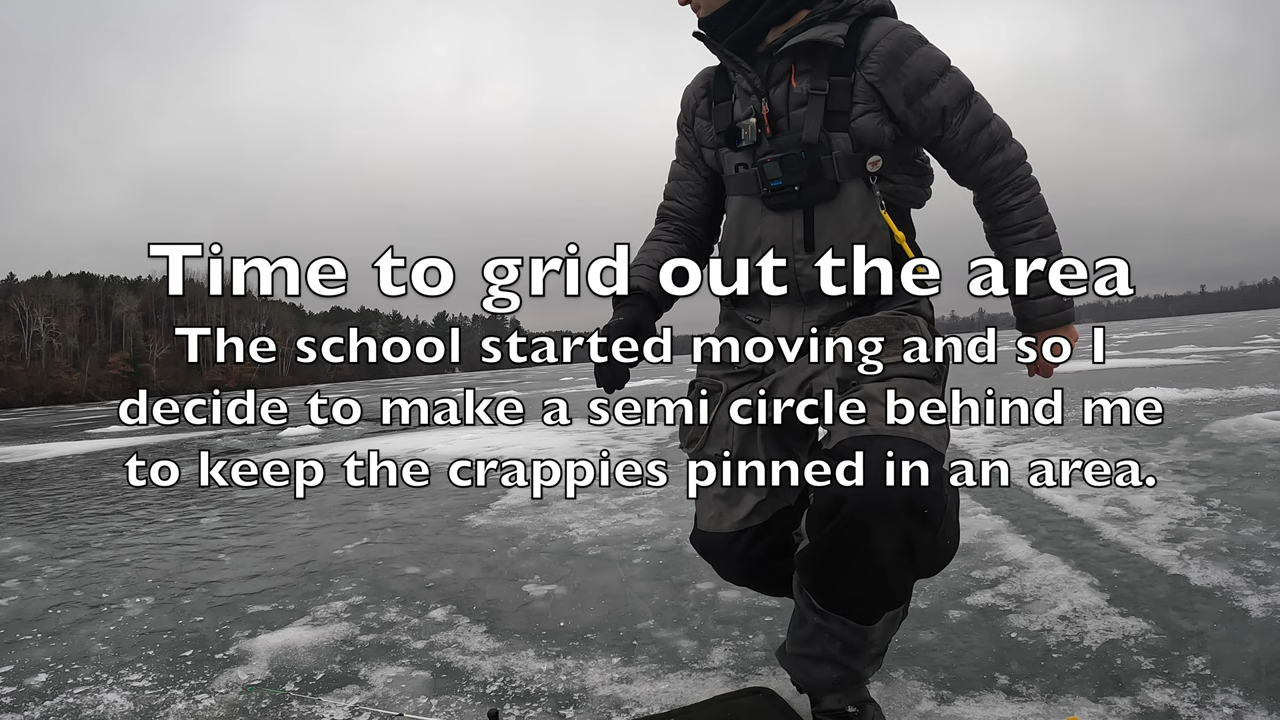 Time to grid out the area
The school started moving and so I
decide to make a semi circle behind me
to keep the crappies pinned in an area.